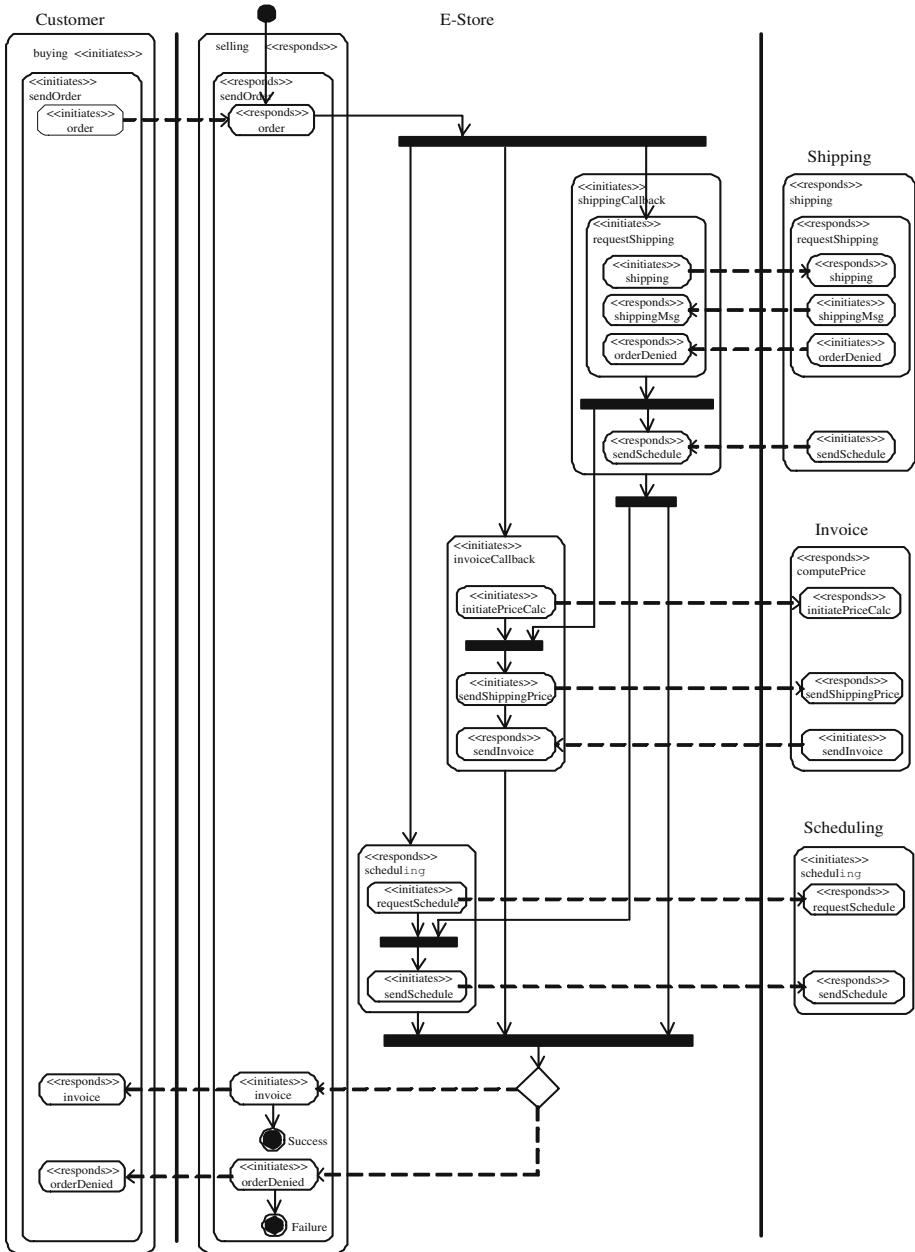 Customer
E-Store
buying <<initiates>>
<<initiates>>
sendOrder
<<initiates>>
order
selling <<responds>>
<<responds>>
sendOrder
<<responds>>
order
<<initiates>>
shippingCallback
<<initiates>>
requestShipping
<<initiates>>
shipping
<<responds>>
shippingMsg
<<responds>>
orderDenied
<<responds>>
sendSchedule
Shipping
<<responds>>
shipping
<<responds>>
requestShipping
<<responds>>
shipping
<<initiates>>
shippingMsg
<<initiates>>
orderDenied
<<initiates>>
sendSchedule
<<initiates>>
invoiceCallback
<<initiates>>
initiatePriceCalc
<<initiates>>
sendShippingPrice
<<responds>>
sendInvoice
Invoice
<<responds>>
computePrice
<<responds>>
initiatePriceCalc
<<responds>>
sendShippingPrice
<<initiates>>
sendInvoice
<<responds>>
scheduling
<<initiates>>
requestSchedule
<<initiates>>
sendSchedule
Scheduling
<<initiates>>
scheduling
<<responds>>
requestSchedule
<<responds>>
sendSchedule
<<responds>>
invoice
<<initiates>>
invoice
Success
<<responds>>
orderDenied
<<initiates>>
orderDenied
Failure